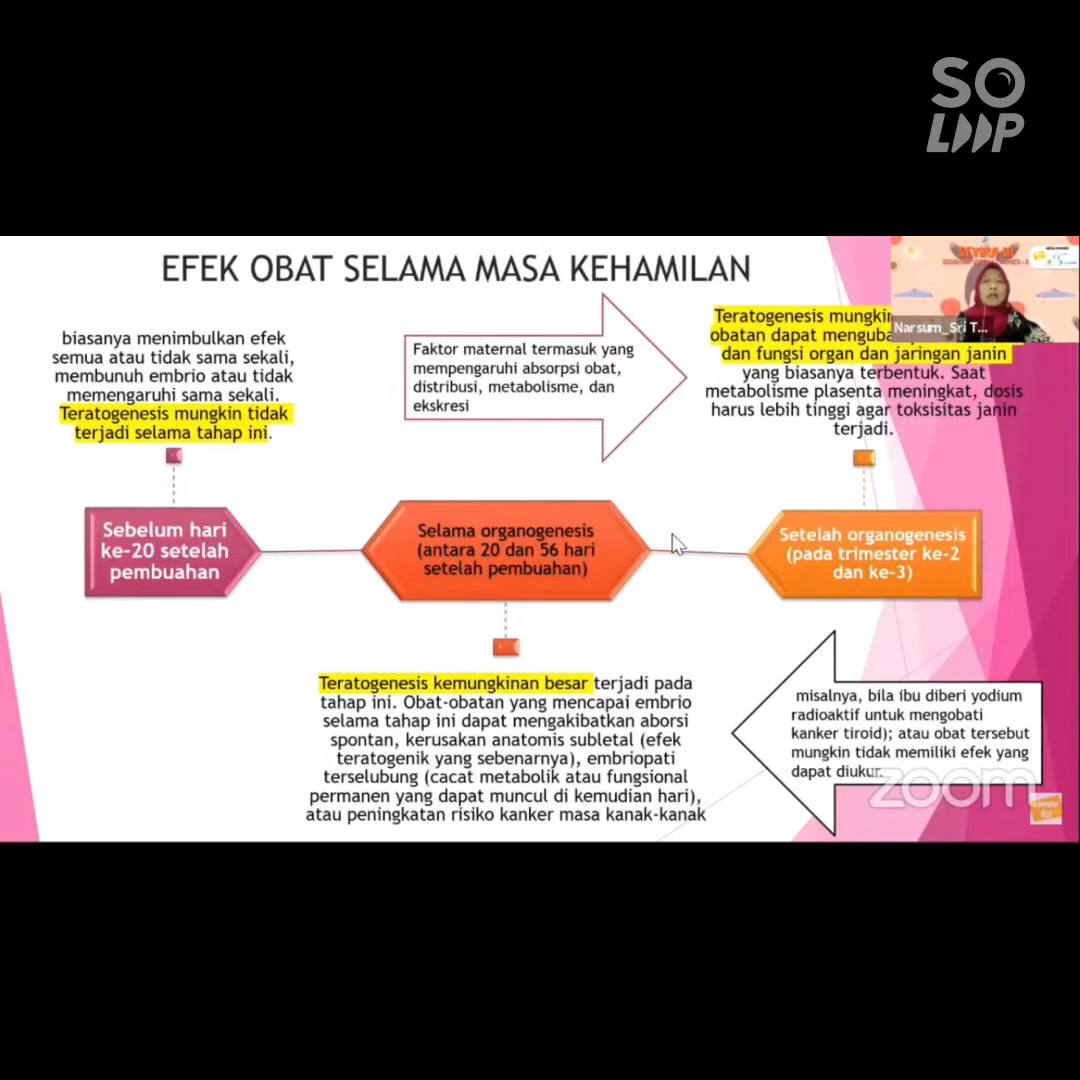 SO
LOOP
EFEK OBAT SELAMA MASA KEHAMILAN
biasanya menimbulkan efek
semua atau tidak sama sekali,
membunuh embrio atau tidak
memengaruhi sama sekali.
Teratogenesis mungkin tidak
terjadi selama tahap ini.
Faktor maternal termasuk yang
mempengaruhi absorpsi obat,
distribusi, metabolisme, dan
ekskresi
Teratogenesis
obatan dapat
dan fungsi organ dan jaringan janin
yang biasanya terbentuk. Saat
metabolisme plasenta meningkat, dosis
harus lebih tinggi agar toksisitas janin
terjadi.
Narsum_Sri T...
Sebelum hari
ke-20 setelah
pembuahan
Selama organogenesis
(antara 20 dan 56 hari
setelah pembuahan)
Setelah organogenesis
(pada trimester ke-2
dan ke-3)
Teratogenesis kemungkinan besar terjadi pada
tahap ini. Obat-obatan yang mencapai embrio
selama tahap ini dapat mengakibatkan aborsi
spontan, kerusakan anatomis subletal (efek
teratogenik yang sebenarnya), embriopati
terselubung (cacat metabolik atau fungsional
permanen yang dapat muncul di kemudian hari),
atau peningkatan risiko kanker masa kanak-kanak
misalnya, bila ibu diberi yodium
radioaktif untuk mengobati
kanker tiroid); atau obat tersebut
mungkin tidak memiliki efek yang
dapat diukur.
zoom